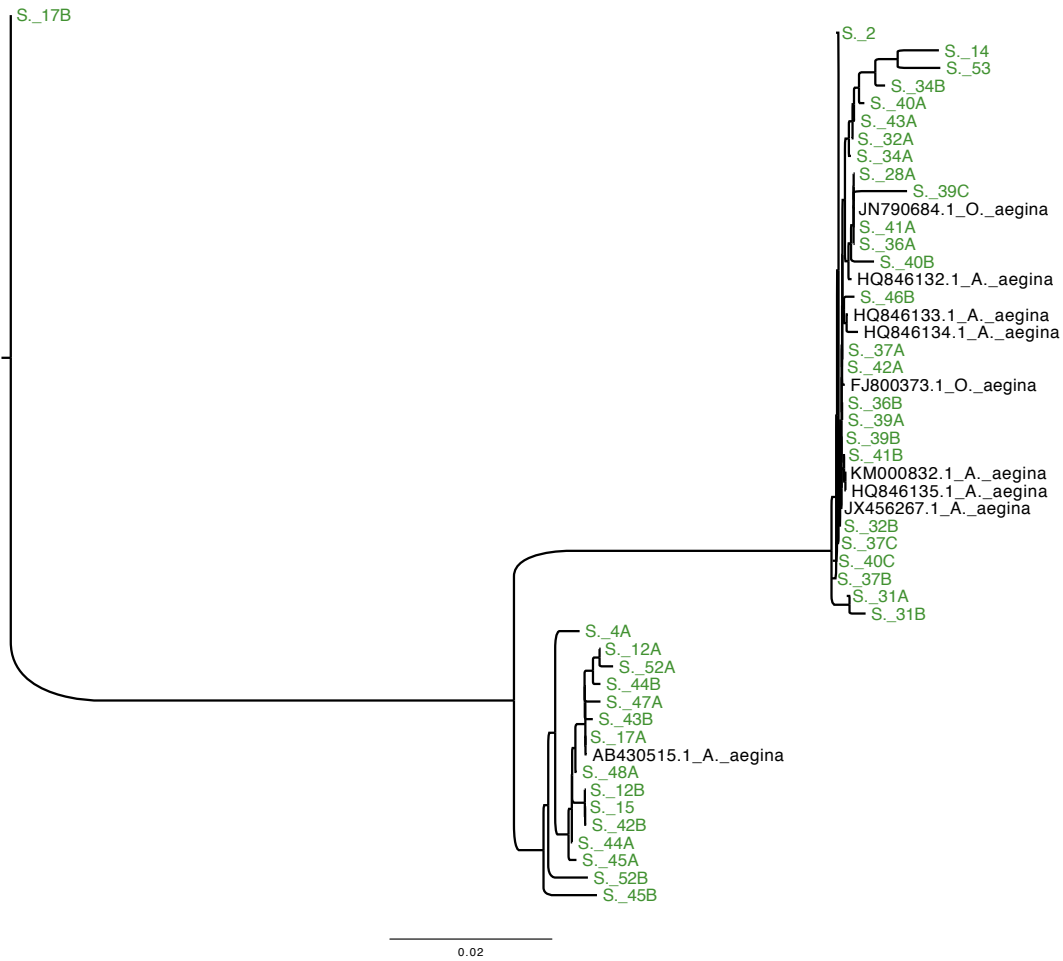 S._17B
S._2
S._14
S._53
S._34B
S._40A
S._43A
S._32A
S._34A
S._28A
S._39C
JN790684.1_O._aegina
S._41A
S._36A
S._40B
HQ846132.1_A._aegina
S._46B
HQ846133.1_A._aegina
HQ846134.1_A._aegina
S._37A
S._42A
FJ800373.1_O._aegina
S._36B
S._39A
S._39B
S._41B
KM000832.1_A._aegina
HQ846135.1_A._aegina
JX456267.1_A._aegina
S._32B
S._37C
S._40C
S._37B
S._31A
S._31B
S._4A
S._12A
S._52A
S._44B
S._47A
S._43B
S._17A
AB430515.1_A._aegina
S._48A
S._12B
S._15
S._42B
S._44A
S._45A
S._52B
S._45B
0.02